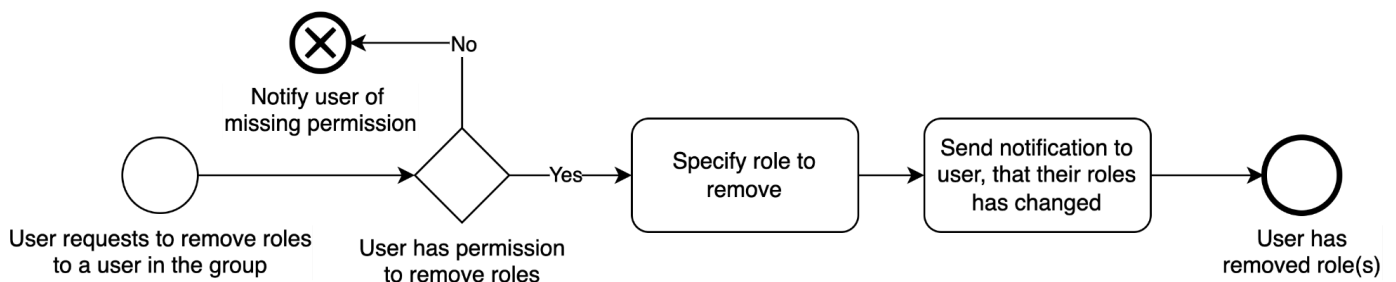 No
Notify user of
missing permission
User requests to remove roles
to a user in the group
User has permission
to remove roles
Yes
Specify role to
remove
Send notification to
user, that their roles
has changed
User has
removed role(s)